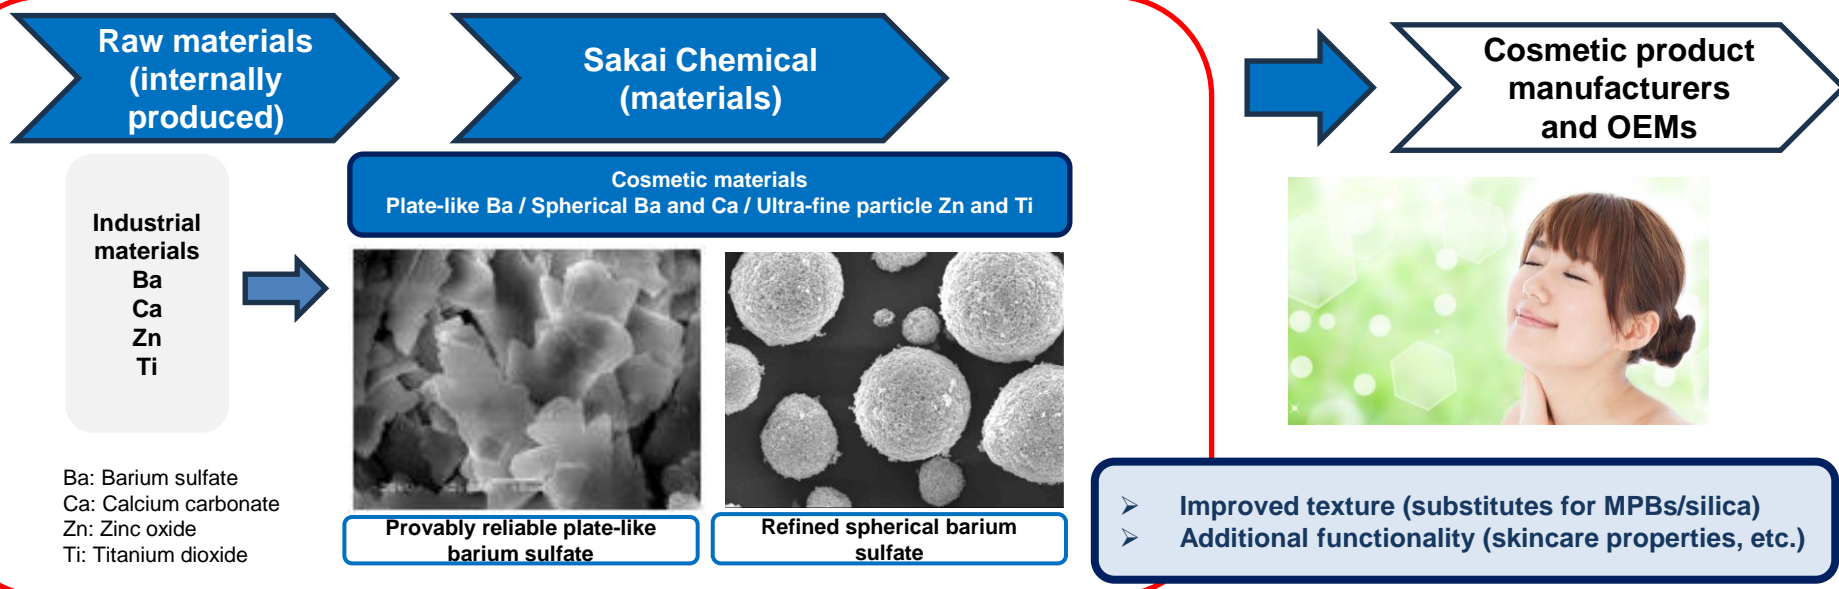 Raw materials
(internally
produced)
Sakai Chemical
(materials)
Cosmetic product
manufacturers
and OEMs
Industrial
materials
Ba
Ca
Zn
Ti
Cosmetic materials
Plate-like Ba / Spherical Ba and Ca / Ultra-fine particle Zn and Ti
Ba: Barium sulfate
Ca: Calcium carbonate
Zn: Zinc oxide
Ti: Titanium dioxide
Provably reliable plate-like
barium sulfate
Refined spherical barium
sulfate
➢ Improved texture (substitutes for MPBs/silica)
➢ Additional functionality (skincare properties, etc.)